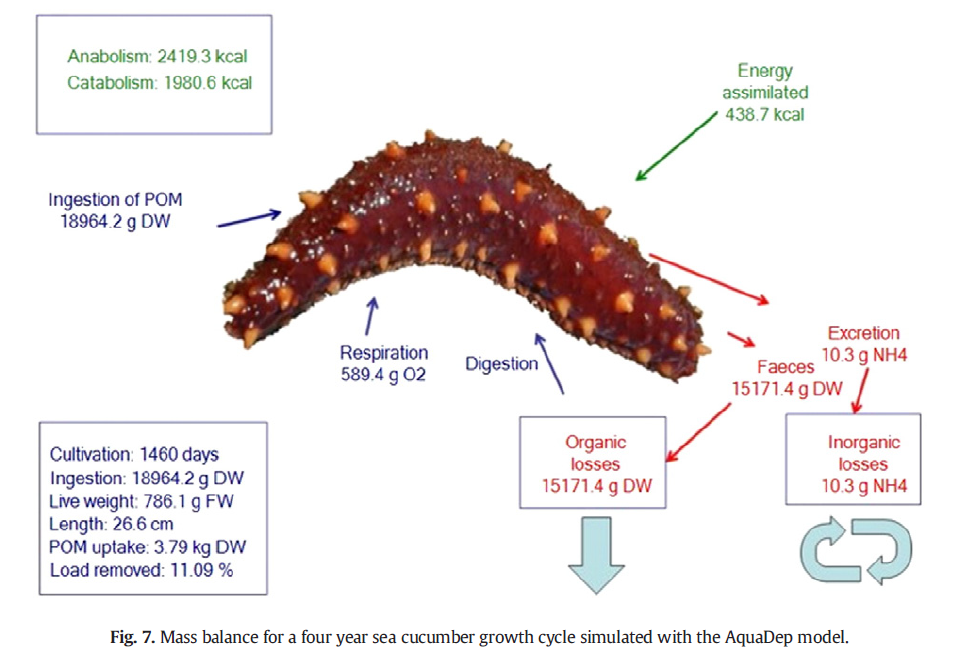 Anabolism: 2419.3 kcal
Catabolism: 1980.6 kcal
Energy
assimilated
438.7 kcal
Ingestion of POM
18964.2 g DW
Respiration
589.4 g O2
Digestion
Excretion
10.3 g NH4
Faeces
15171.4 g DW
Cultivation: 1460 days
Ingestion: 18964.2 g DW
Live weight: 786.1 g FW
Length: 26.6 cm
POM uptake: 3.79 kg DW
Load removed: 11.09 %
Organic
losses
15171.4 g DW
Inorganic
losses
10.3 g NH4
Fig. 7. Mass balance for a four year sea cucumber growth cycle simulated with the AquaDep model.